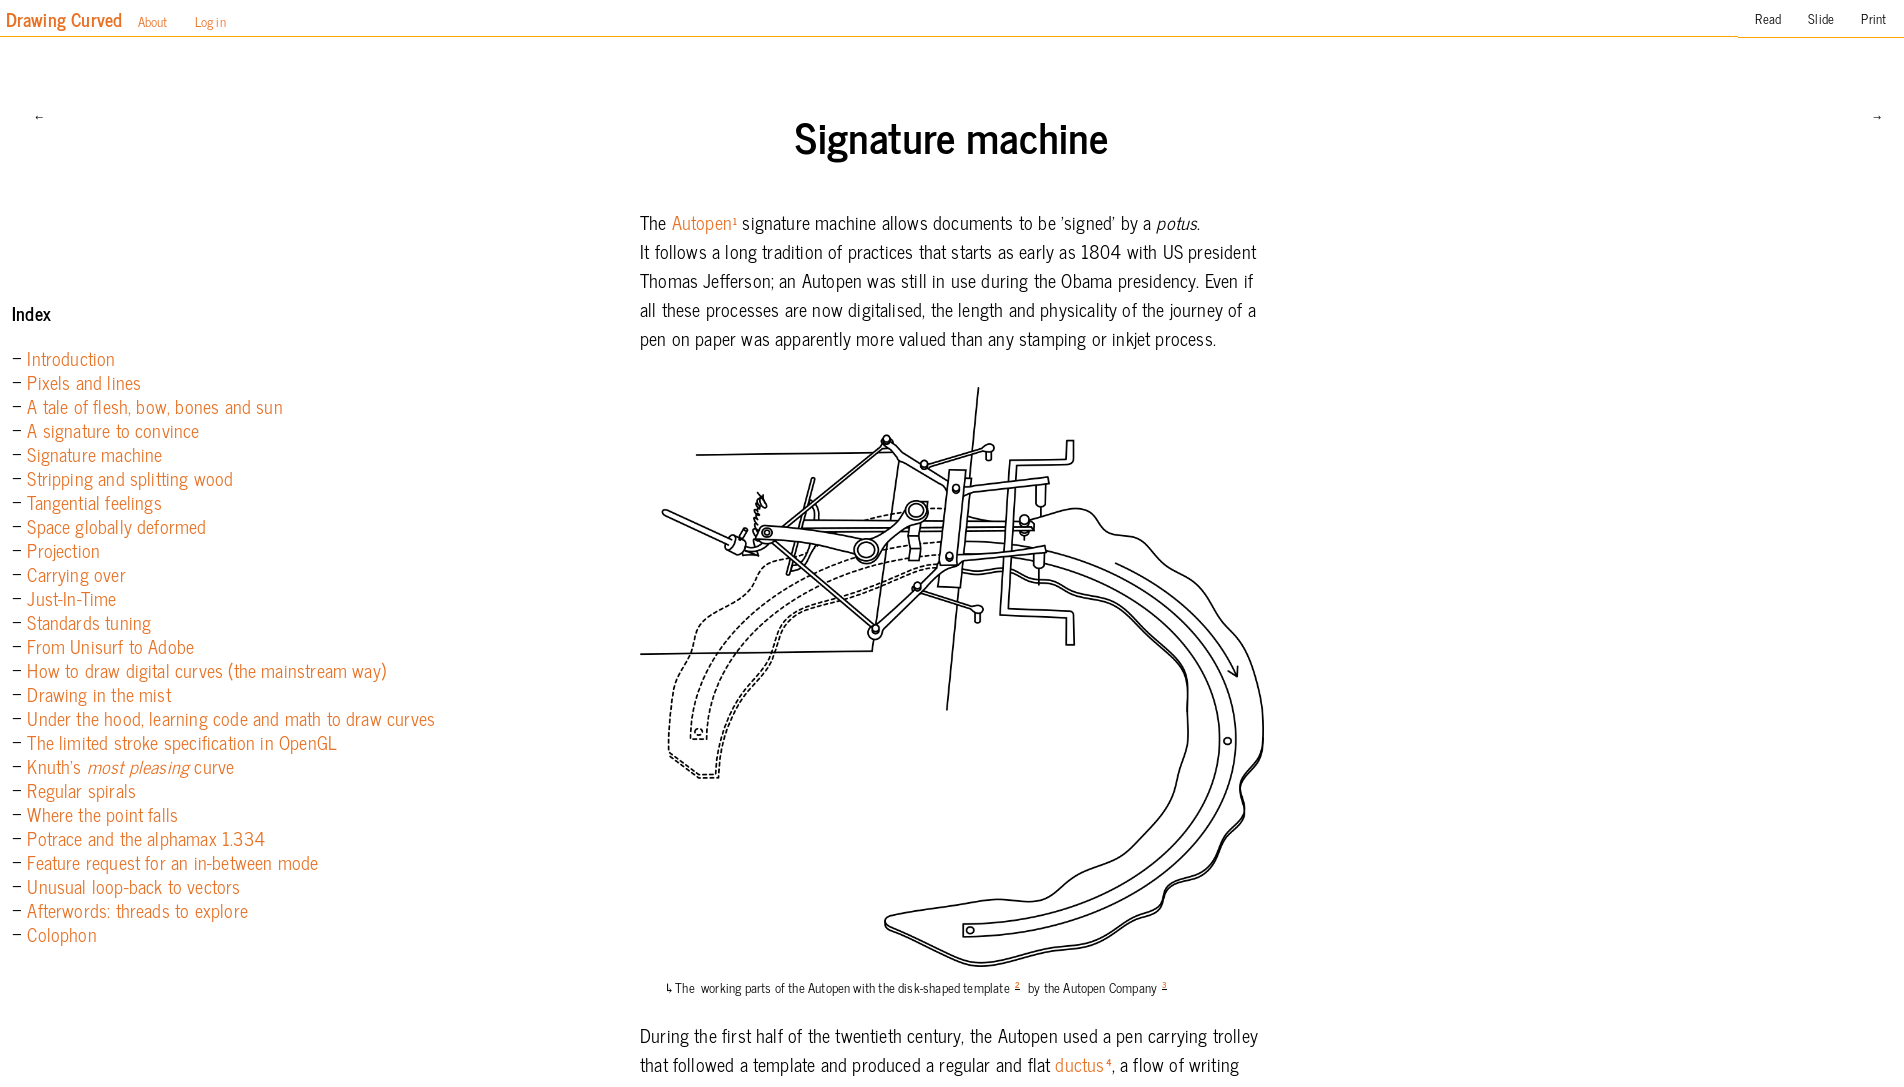 Drawing Curved About Log in Read Slide Print
← →
Signature machine
The Autopen¹ signature machine allows documents to be 'signed' by a potus.
It follows a long tradition of practices that starts as early as 1804 with US president
Thomas Jefferson; an Autopen was still in use during the Obama presidency. Even if
all these processes are now digitalised, the length and physicality of the journey of a
pen on paper was apparently more valued than any stamping or inkjet process.
Index
– Introduction
– Pixels and lines
– A tale of flesh, bow, bones and sun
– A signature to convince
– Signature machine
– Stripping and splitting wood
– Tangential feelings
– Space globally deformed
– Projection
– Carrying over
– Just-In-Time
– Standards tuning
– From Unisurf to Adobe
– How to draw digital curves (the mainstream way)
– Drawing in the mist
– Under the hood, learning code and math to draw curves
– The limited stroke specification in OpenGL
– Knuth's most pleasing curve
– Regular spirals
– Where the point falls
– Potrace and the alphamax 1.334
– Feature request for an in-between mode
– Unusual loop-back to vectors
– Afterwords: threads to explore
– Colophon
↳ The working parts of the Autopen with the disk-shaped template 2 by the Autopen Company 3
During the first half of the twentieth century, the Autopen used a pen carrying trolley
that followed a template and produced a regular and flat ductus⁴, a flow of writing